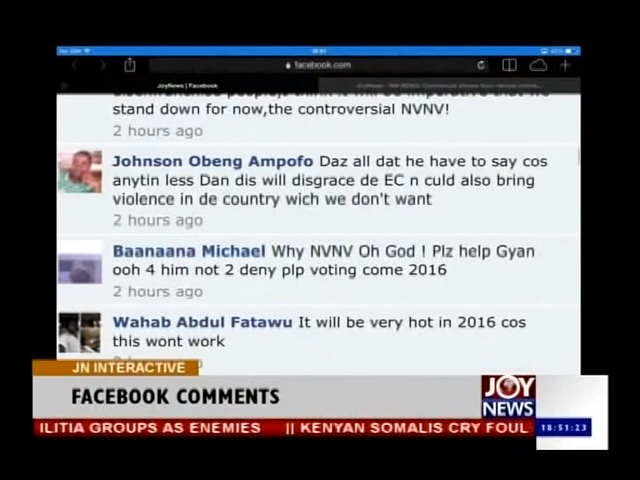 facebook.com
JoyNews | Facebook
stand down for now,the controversial NVNV!
2 hours ago
Johnson Obeng Ampofo Daz all dat he have to say cos
anytin less Dan dis will disgrace de EC n culd also bring
violence in de country wich we don't want
2 hours ago
Baanaana Michael Why NVNV Oh God ! Plz help Gyan
ooh 4 him not 2 deny plp voting come 2016
2 hours ago
Wahab Abdul Fatawu It will be very hot in 2016 cos
this wont work
JN INTERACTIVE
FACEBOOK COMMENTS
JOY
NEWS
ILITIA GROUPS AS ENEMIES || KENYAN SOMALIS CRY FOUL
18:51:23